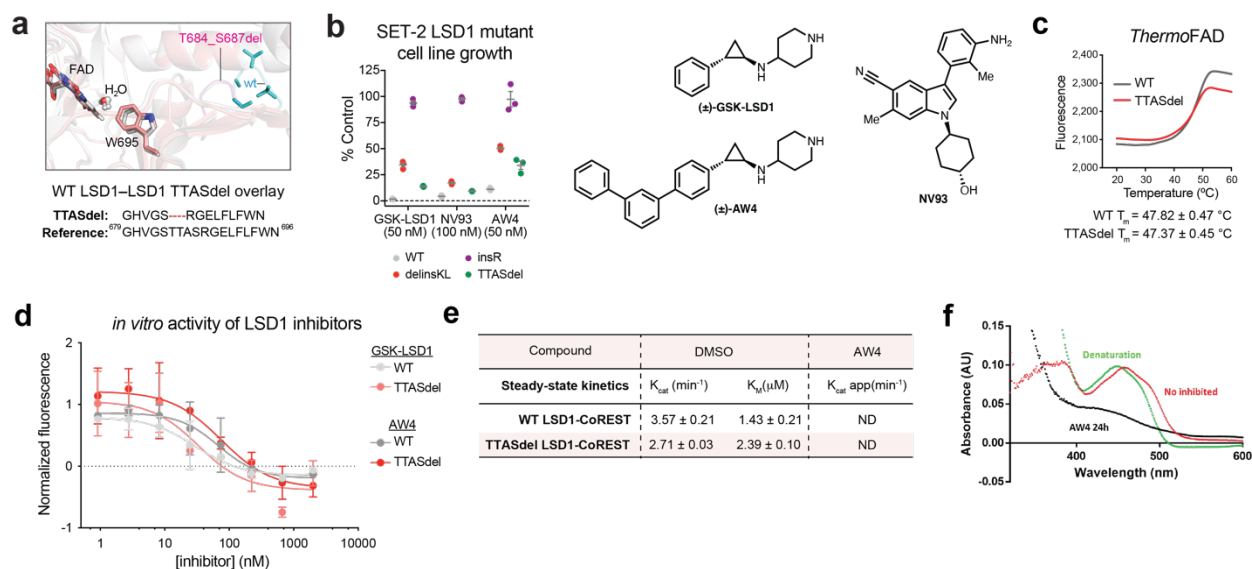 a
T684_S687del
FAD
H2O
wt
W695
WT LSD1–LSD1 TTASdel overlay
TTASdel: GHVGS----RGELFLFWN
Reference: 679GHVGSTTASRGELFLFWN696
b
SET-2 LSD1 mutant
cell line growth
% Control
125
100
75
50
25
0
GSK-LSD1 NV93 AW4
(50 nM) (100 nM) (50 nM)
WT insR
delinsKL TTASdel
NH
N
H
(±)-GSK-LSD1
NH
N
H
(±)-AW4
NH2
Me
N
Me
N
OH
NV93
c
ThermoFAD
Fluorescence
2,300
2,200
2,100
WT
TTASdel
20 30 40 50 60
Temperature (ºC)
WT Tm = 47.82 ± 0.47 °C
TTASdel Tm = 47.37 ± 0.45 °C
d
in vitro activity of LSD1 inhibitors
Normalized fluorescence
2
1
0
-1
1 10 100 1000 10000
[inhibitor] (nM)
GSK-LSD1
WT
TTASdel
AW4
WT
TTASdel
e
Compound DMSO AW4
Steady-state kinetics Kcat (min-1) KM(μM) Kcat app(min-1)
WT LSD1-CoREST 3.57 ± 0.21 1.43 ± 0.21 ND
TTASdel LSD1-CoREST 2.71 ± 0.03 2.39 ± 0.10 ND
f
Absorbance (AU)
0.15
0.10
0.05
0.00
-0.05
Denaturation
No inhibited
AW4 24h
400 500 600
Wavelength (nm)